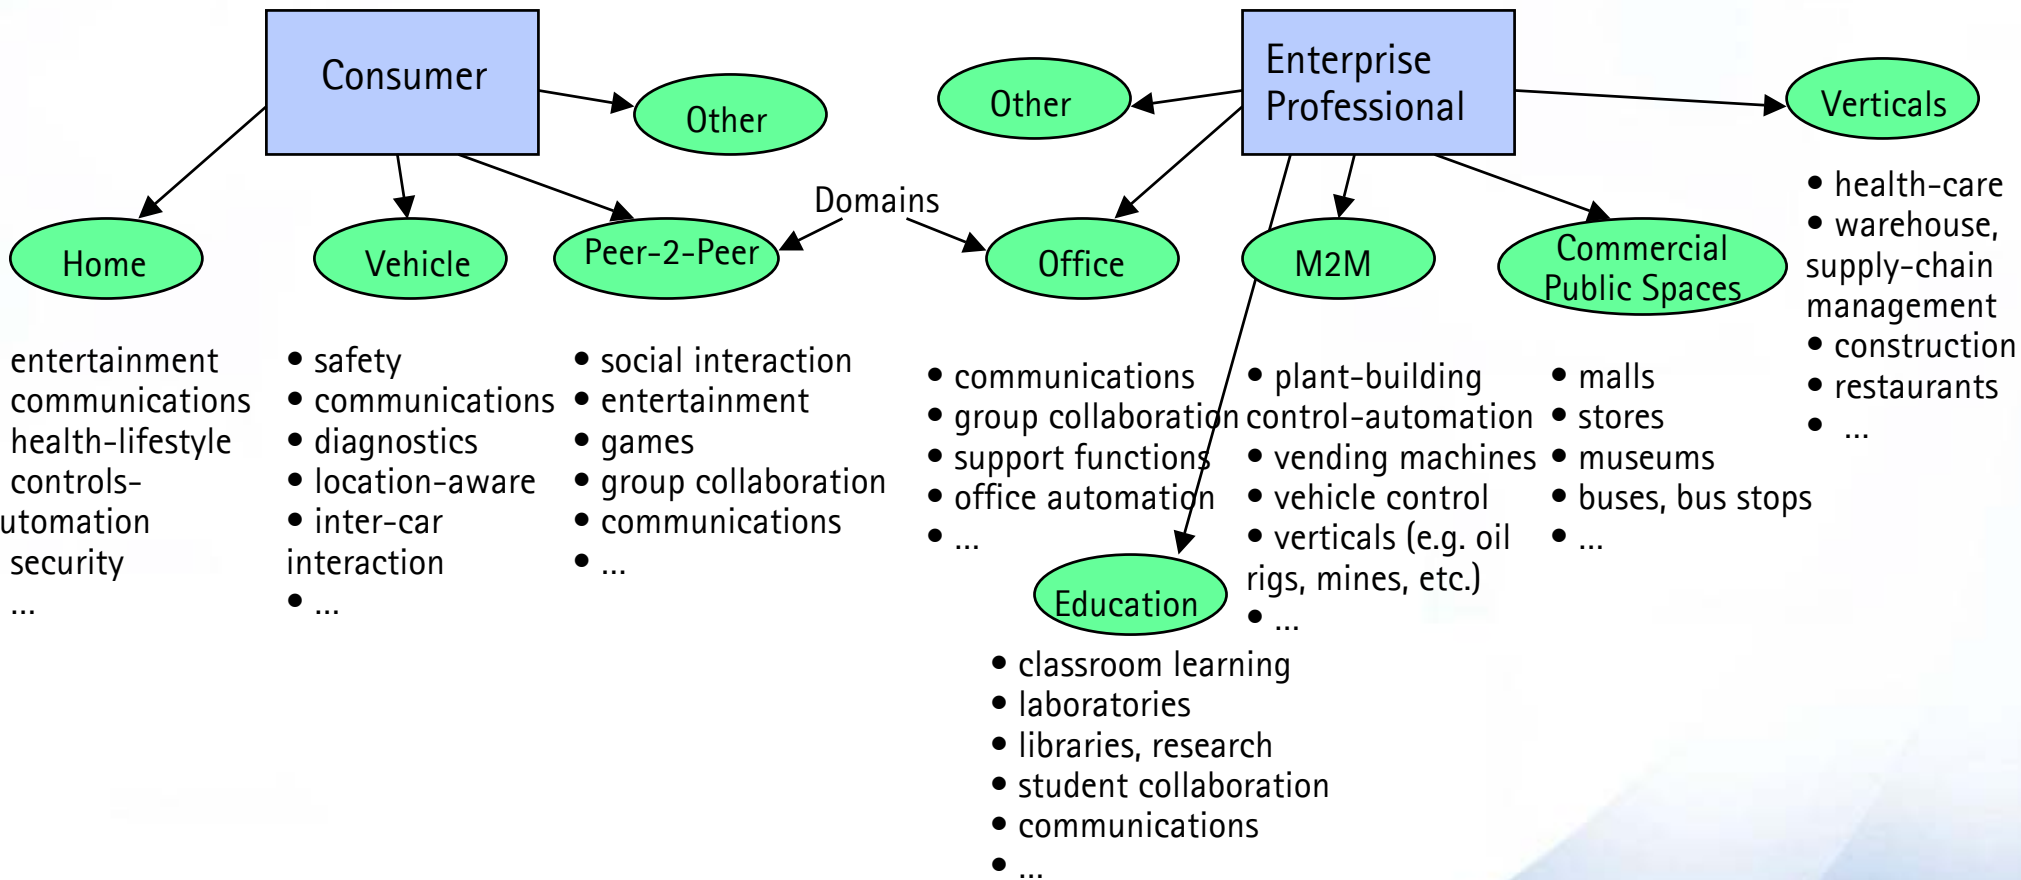 Consumer
Other
Other
Enterprise
Professional
Verticals
Domains
Home
Vehicle
Peer-2-Peer
Office
M2M
Commercial
Public Spaces
• health-care
• warehouse,
supply-chain
management
• construction
• restaurants
• ...
entertainment
communications
health-lifestyle
controls-
utomation
security
...
• safety
• communications
• diagnostics
• location-aware
• inter-car
interaction
• ...
• social interaction
• entertainment
• games
• group collaboration
• communications
• ...
• communications
• group collaboration
• support functions
• office automation
• ...
• plant-building
control-automation
• vending machines
• vehicle control
• verticals (e.g. oil
rigs, mines, etc.)
• ...
• malls
• stores
• museums
• buses, bus stops
• ...
Education
• classroom learning
• laboratories
• libraries, research
• student collaboration
• communications
• ...